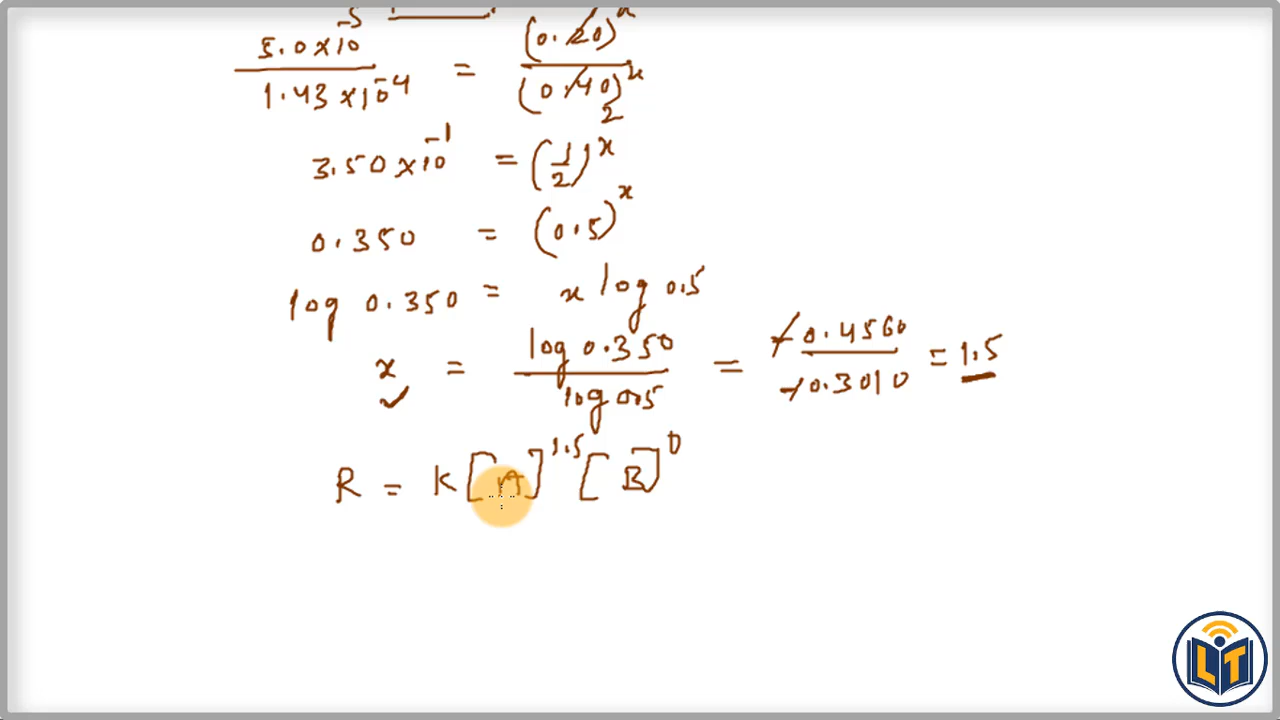 5.0×10^-5 / 1.43×10^-4 = (0.20)^x / (0.40)^x
2
3.50×10^-1 = (1/2)^x
0.350 = (0.5)^x
log 0.350 = x log 0.5
x = log 0.350 / log 0.5 = -0.4560 / -0.3010 = 1.5
R = K[A]^1.5 [B]^0
LT